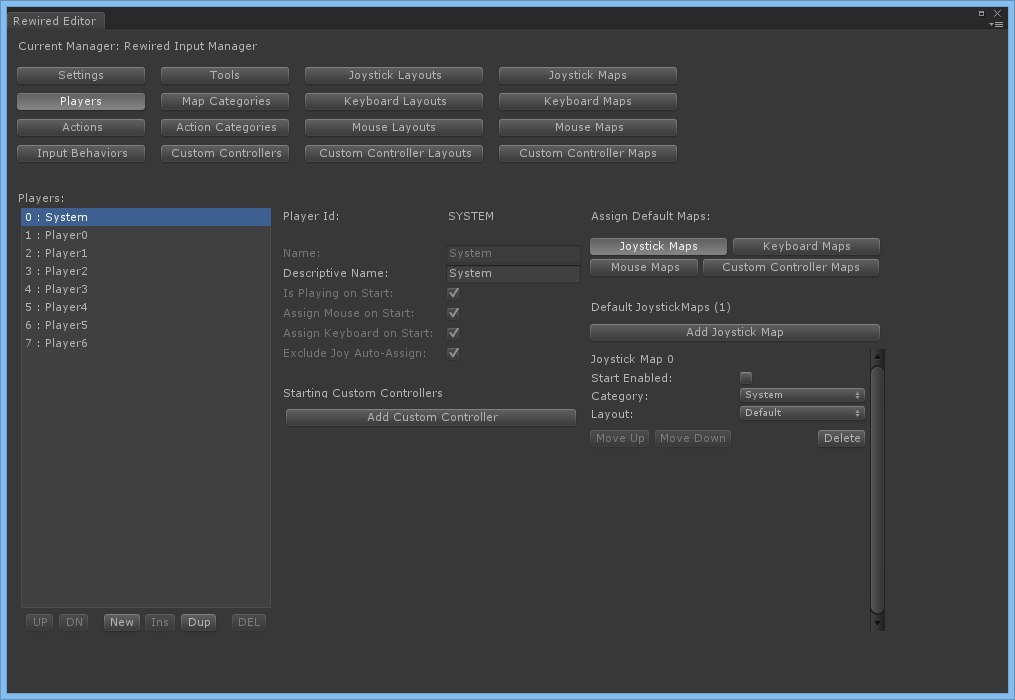 Rewired Editor
Current Manager: Rewired Input Manager
Settings Tools Joystick Layouts Joystick Maps
Players Map Categories Keyboard Layouts Keyboard Maps
Actions Action Categories Mouse Layouts Mouse Maps
Input Behaviors Custom Controllers Custom Controller Layouts Custom Controller Maps
Players:
0 : System
1 : Player0
2 : Player1
3 : Player2
4 : Player3
5 : Player4
6 : Player5
7 : Player6
UP DN New Ins Dup DEL
Player Id: SYSTEM
Name: System
Descriptive Name: System
Is Playing on Start:
Assign Mouse on Start:
Assign Keyboard on Start:
Exclude Joy Auto-Assign:
Starting Custom Controllers
Add Custom Controller
Assign Default Maps:
Joystick Maps Keyboard Maps
Mouse Maps Custom Controller Maps
Default JoystickMaps (1)
Add Joystick Map
Joystick Map 0
Start Enabled:
Category: System
Layout: Default
Move Up Move Down Delete